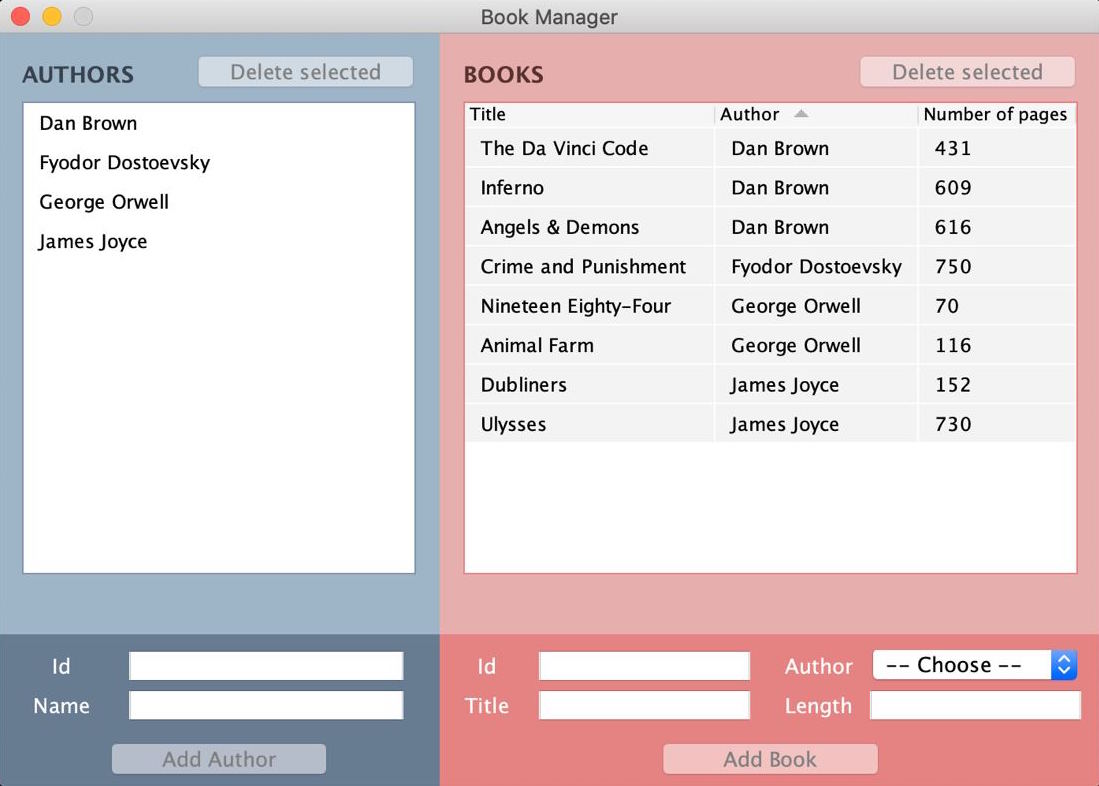 Book Manager
AUTHORS
Delete selected
Dan Brown
Fyodor Dostoevsky
George Orwell
James Joyce
Id
Name
Add Author
BOOKS
Delete selected
Title Author Number of pages
The Da Vinci Code Dan Brown 431
Inferno Dan Brown 609
Angels & Demons Dan Brown 616
Crime and Punishment Fyodor Dostoevsky 750
Nineteen Eighty-Four George Orwell 70
Animal Farm George Orwell 116
Dubliners James Joyce 152
Ulysses James Joyce 730
Id Author -- Choose --
Title Length
Add Book